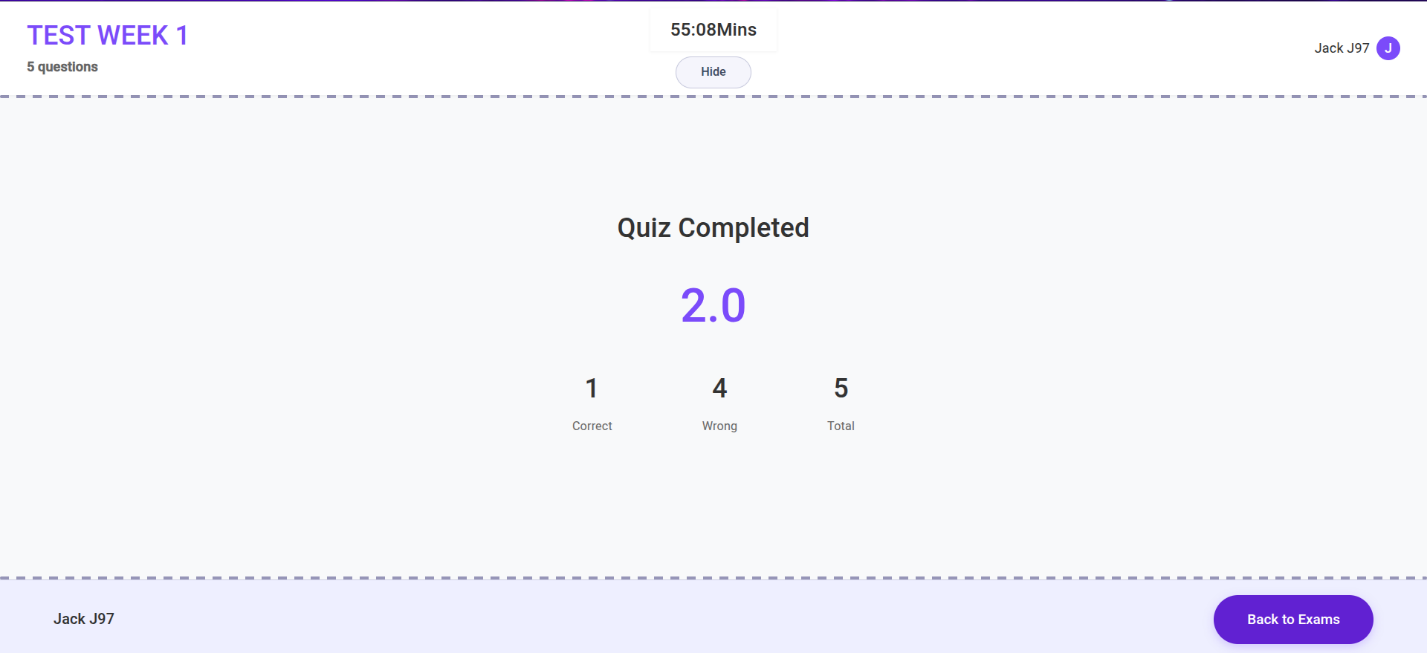 TEST WEEK 1
5 questions
55:08Mins
Hide
Jack J97
J
Quiz Completed
2.0
1
Correct
4
Wrong
5
Total
Jack J97
Back to Exams